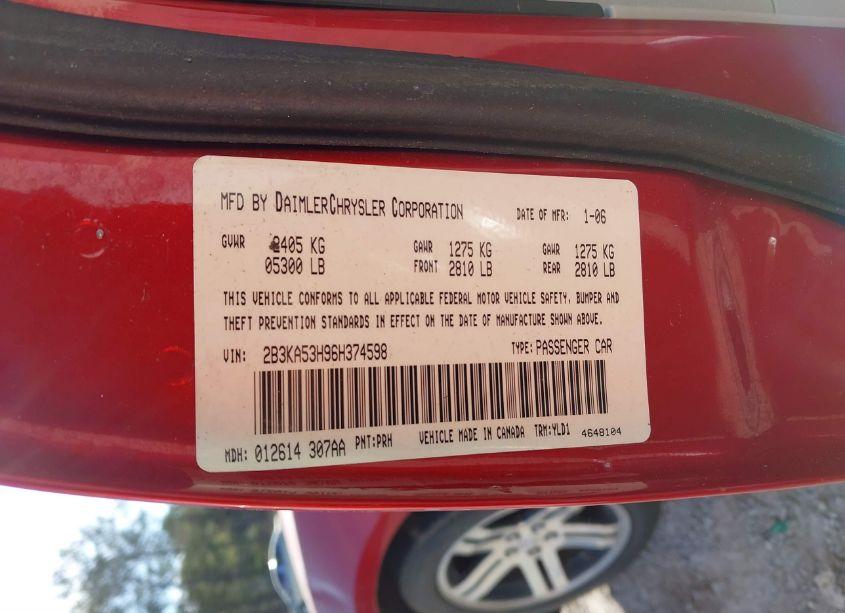 MFD BY DAIMLERCHRYSLER CORPORATION DATE OF MFR: 1-06
GVWR 2405 KG GAWR 1275 KG GAWR 1275 KG
05300 LB FRONT 2810 LB REAR 2810 LB
THIS VEHICLE CONFORMS TO ALL APPLICABLE FEDERAL MOTOR VEHICLE SAFETY, BUMPER AND
THEFT PREVENTION STANDARDS IN EFFECT ON THE DATE OF MANUFACTURE SHOWN ABOVE.
VIN: 2B3KA53H96H374598 TYPE: PASSENGER CAR
MDH: 012614 307AA PNT:PRH VEHICLE MADE IN CANADA TRM:YLD1 4648104